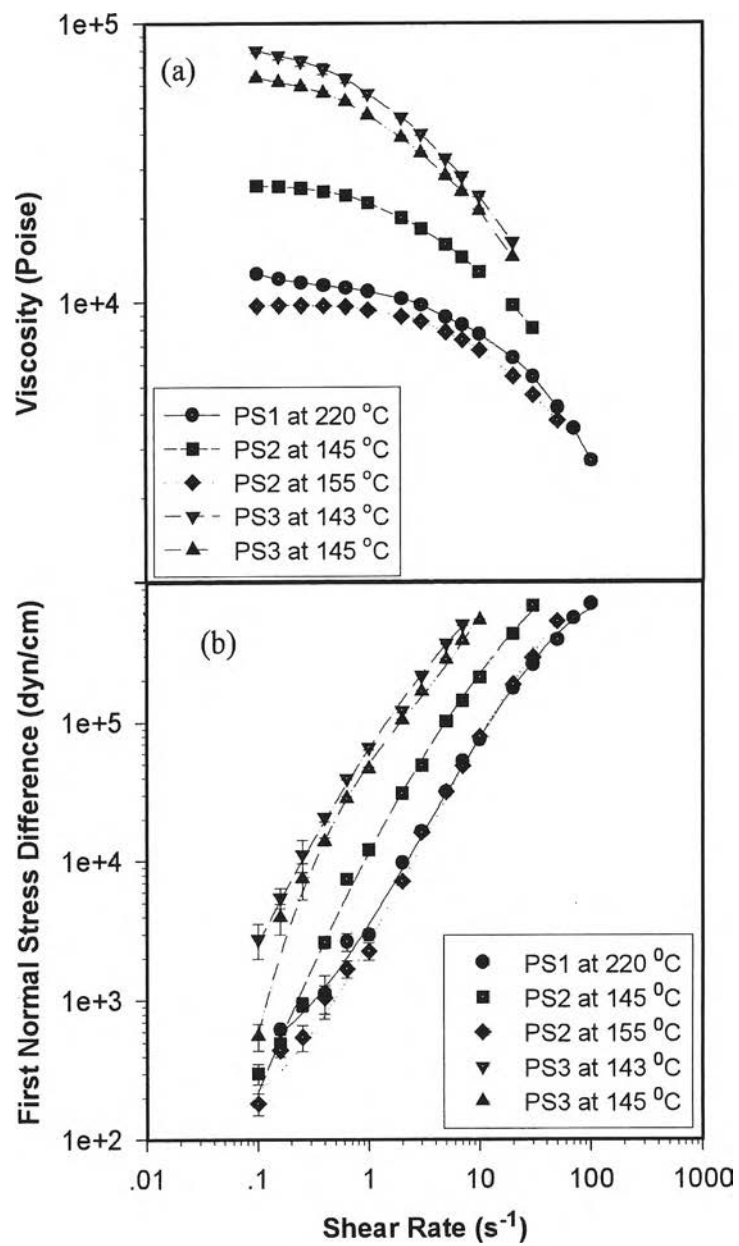 1e+5
(a)
Viscosity (Poise)
1e+4
PS1 at 220 °C
PS2 at 145 °C
PS2 at 155 °C
PS3 at 143 °C
PS3 at 145 °C
(b)
First Normal Stress Difference (dyn/cm)
1e+5
1e+4
1e+3
1e+2
PS1 at 220 ⁰C
PS2 at 145 ⁰C
PS2 at 155 ⁰C
PS3 at 143 ⁰C
PS3 at 145 ⁰C
.01 .1 1 10 100 1000
Shear Rate (s⁻¹)